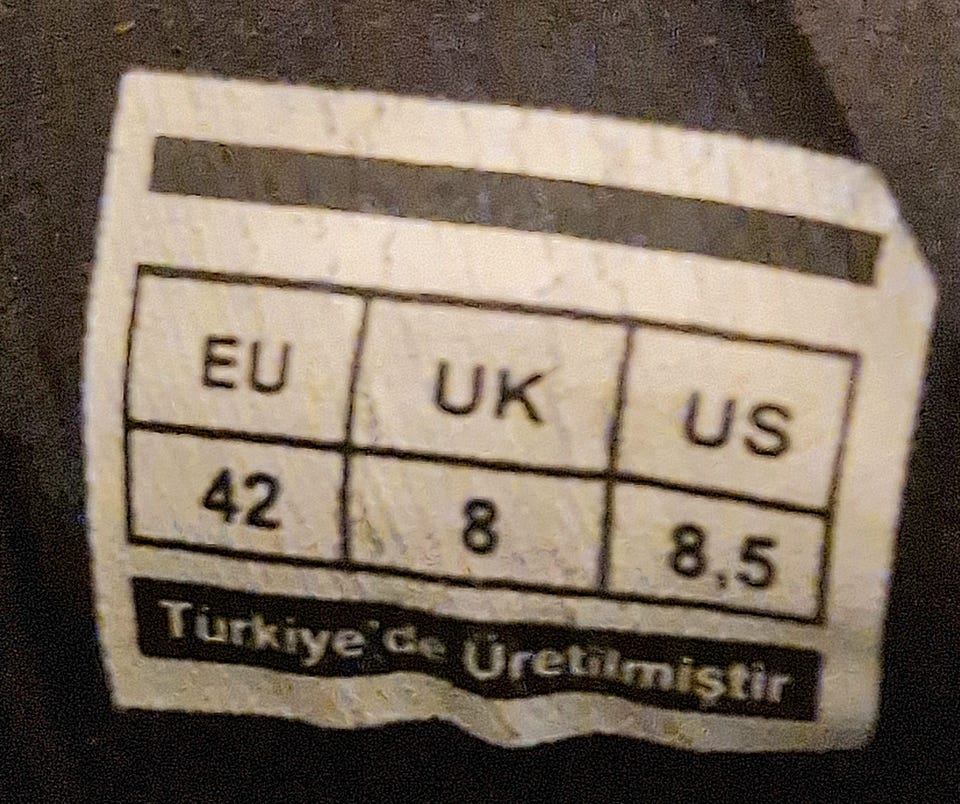 EU UK US
42 8 8,5
Türkiye'de Üretilmiştir